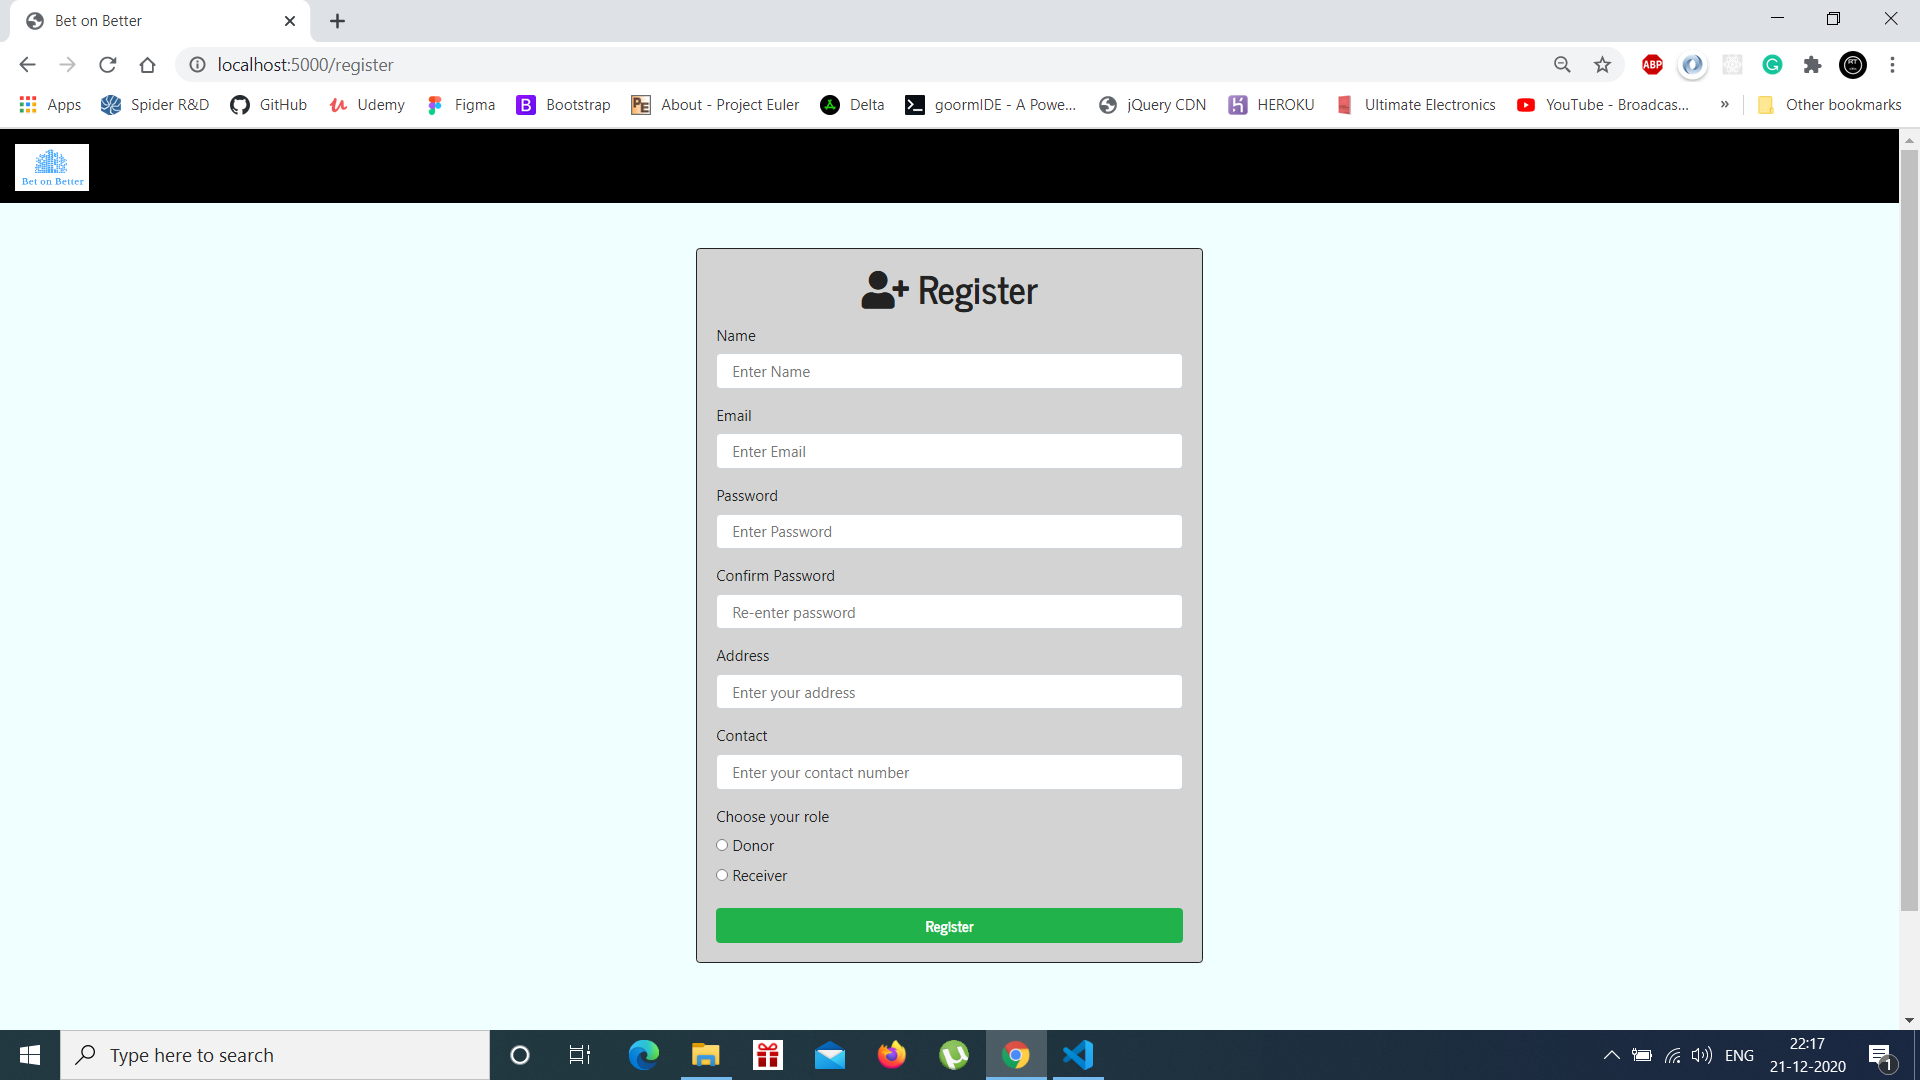 Bet on Better
localhost:5000/register
ABP
RT
Apps Spider R&D GitHub Udemy Figma Bootstrap About - Project Euler Delta goormIDE - A Powe... jQuery CDN HEROKU Ultimate Electronics YouTube - Broadcas... » Other bookmarks
Bet on Better
Register
Name
Enter Name
Email
Enter Email
Password
Enter Password
Confirm Password
Re-enter password
Address
Enter your address
Contact
Enter your contact number
Choose your role
Donor
Receiver
Register
Type here to search
ENG
22:17
21-12-2020
1